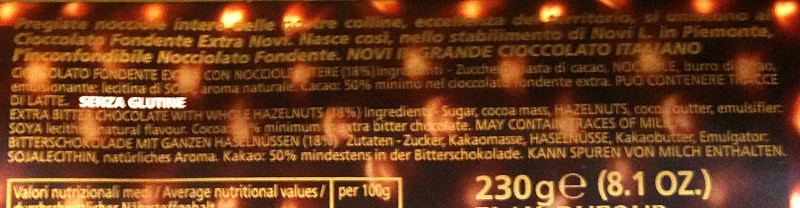 Pregiate nocciole intere delle nostre colline, eccellenza del territorio, si uniscono al
Cioccolato Fondente Extra Novi. Nasce così, nello stabilimento di Novi L. in Piemonte,
l'inconfondibile Nocciolato Fondente. NOVI IL GRANDE CIOCCOLATO ITALIANO
CIOCCOLATO FONDENTE EXTRA CON NOCCIOLE INTERE (18%) Ingredienti - Zucchero, pasta di cacao, NOCCIOLE, burro di cacao,
emulsionante: lecitina di SOIA, aroma naturale. Cacao: 50% minimo nel cioccolato fondente extra. PUÒ CONTENERE TRACCE
DI LATTE. SENZA GLUTINE
EXTRA BITTER CHOCOLATE WITH WHOLE HAZELNUTS (18%) Ingredients - Sugar, cocoa mass, HAZELNUTS, cocoa butter, emulsifier:
SOYA lecithin, natural flavour. Cocoa: 50% minimum in extra bitter chocolate. MAY CONTAIN TRACES OF MILK.
BITTERSCHOKOLADE MIT GANZEN HASELNÜSSEN (18%) - Zutaten - Zucker, Kakaomasse, HASELNÜSSE, Kakaobutter, Emulgator:
SOJALECITHIN, natürliches Aroma. Kakao: 50% mindestens in der Bitterschokolade. KANN SPUREN VON MILCH ENTHALTEN.
Valori nutrizionali medi / Average nutritional values / per 100g
230g℮ (8.1 OZ.)